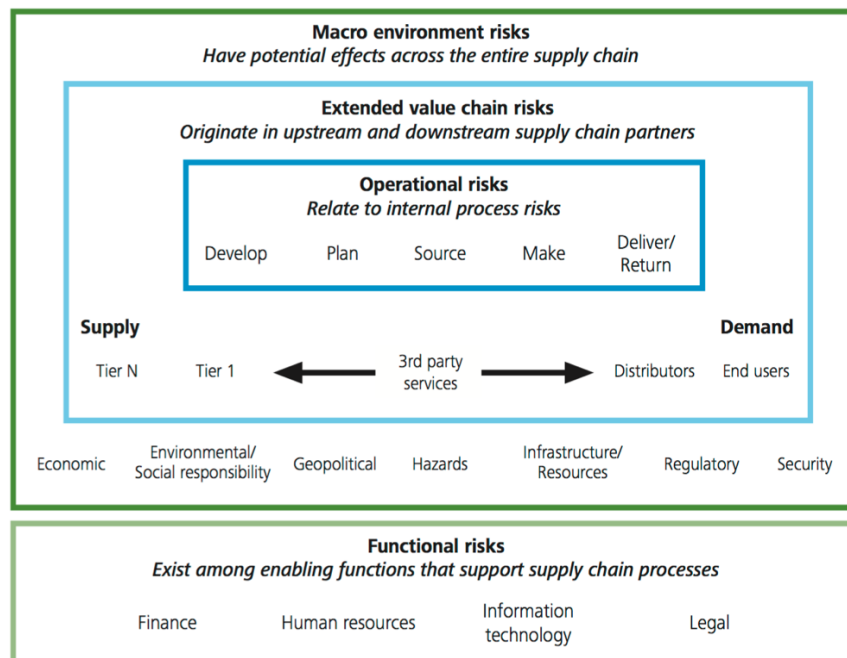 Macro environment risks
Have potential effects across the entire supply chain
Extended value chain risks
Originate in upstream and downstream supply chain partners
Operational risks
Relate to internal process risks
Develop
Plan
Source
Make
Deliver/
Return
Supply
Demand
Tier N
Tier 1
3rd party
services
Distributors
End users
Economic
Environmental/
Social responsibility
Geopolitical
Hazards
Infrastructure/
Resources
Regulatory
Security
Functional risks
Exist among enabling functions that support supply chain processes
Finance
Human resources
Information
technology
Legal